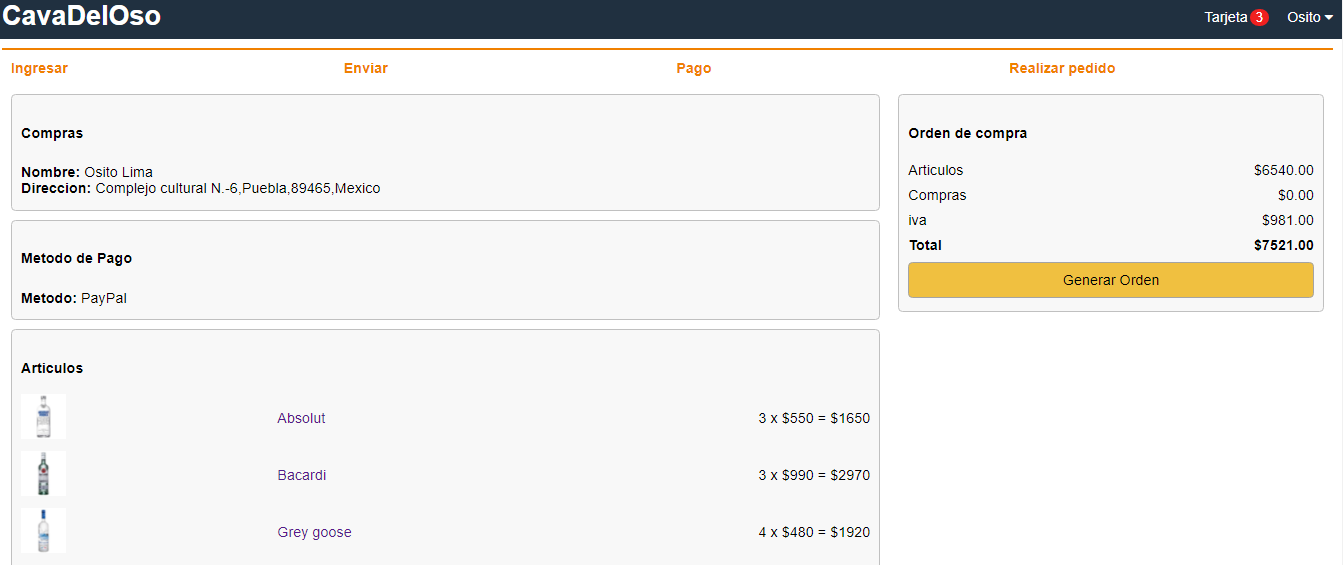 CavaDelOso
Tarjeta 3 Osito
Ingresar Enviar Pago Realizar pedido
Compras
Nombre: Osito Lima
Direccion: Complejo cultural N.-6,Puebla,89465,Mexico
Metodo de Pago
Metodo: PayPal
Articulos
Absolut 3 x $550 = $1650
Bacardi 3 x $990 = $2970
Grey goose 4 x $480 = $1920
Orden de compra
Articulos $6540.00
Compras $0.00
iva $981.00
Total $7521.00
Generar Orden